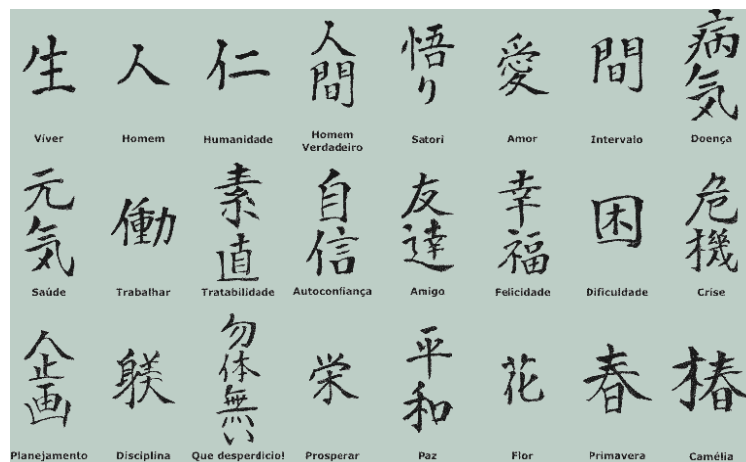 生 人 仁 人間 悟り 愛 間 病気
Viver Homem Humanidade Homem Verdadeiro Satori Amor Intervalo Doença
元気 働 素直 自信 友達 幸福 困 危機
Saúde Trabalhar Tratabilidade Autoconfiança Amigo Felicidade Dificuldade Crise
企画 躾 勿体無い 栄 平和 花 春 椿
Planejamento Disciplina Que desperdicio! Prosperar Paz Flor Primavera Camélia